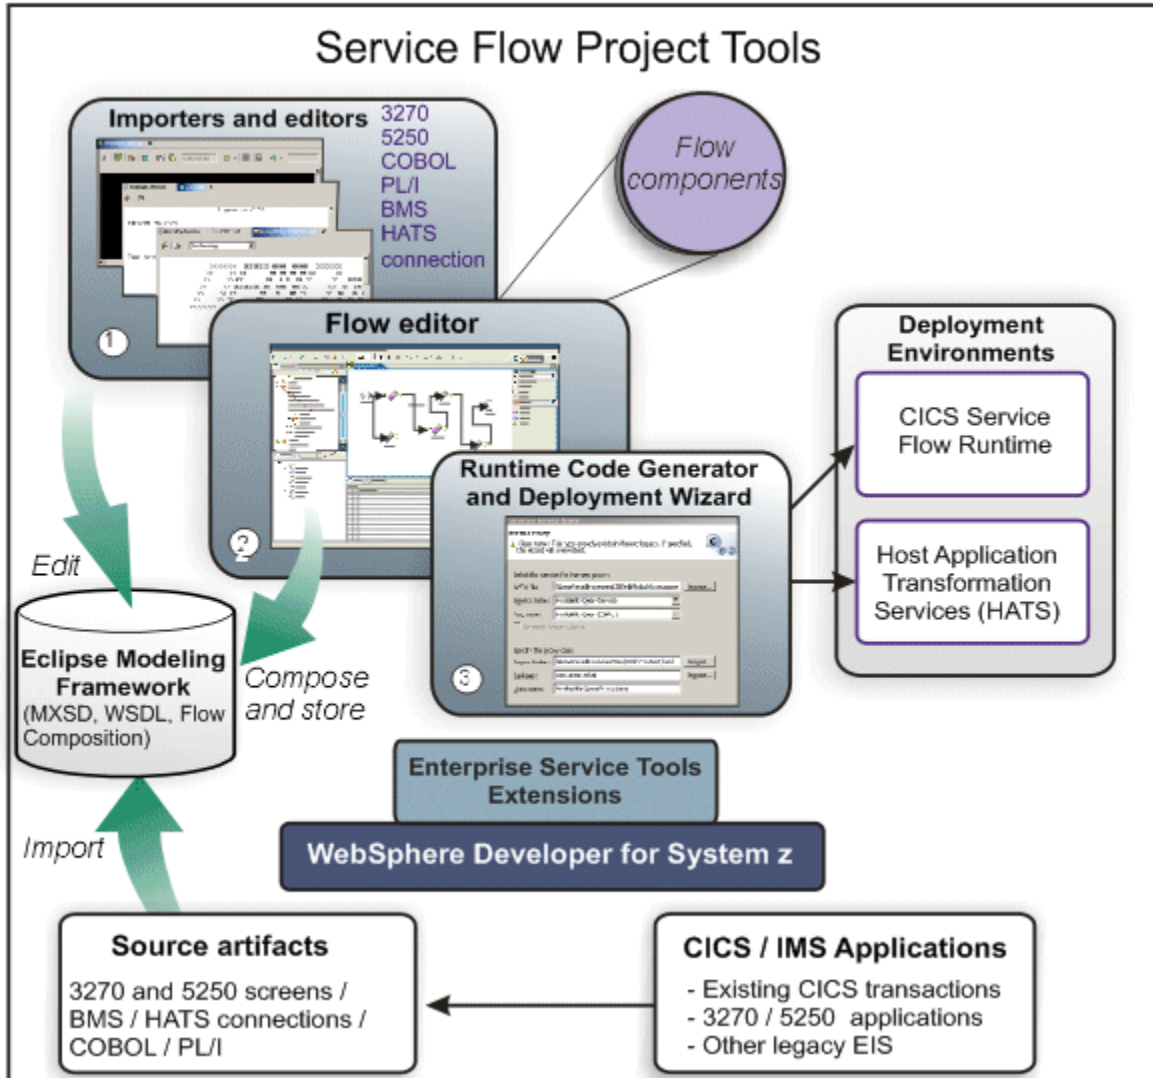 Service Flow Project Tools
Importers and editors
3270
5250
COBOL
PL/I
BMS
HATS
connection
1
Flow
components
Flow editor
2
Runtime Code Generator
and Deployment Wizard
3
Deployment
Environments
CICS Service
Flow Runtime
Host Application
Transformation
Services (HATS)
Edit
Eclipse Modeling
Framework
(MXSD, WSDL, Flow
Composition)
Compose
and store
Import
Enterprise Service Tools
Extensions
WebSphere Developer for System z
Source artifacts
3270 and 5250 screens /
BMS / HATS connections /
COBOL / PL/I
CICS / IMS Applications
- Existing CICS transactions
- 3270 / 5250 applications
- Other legacy EIS